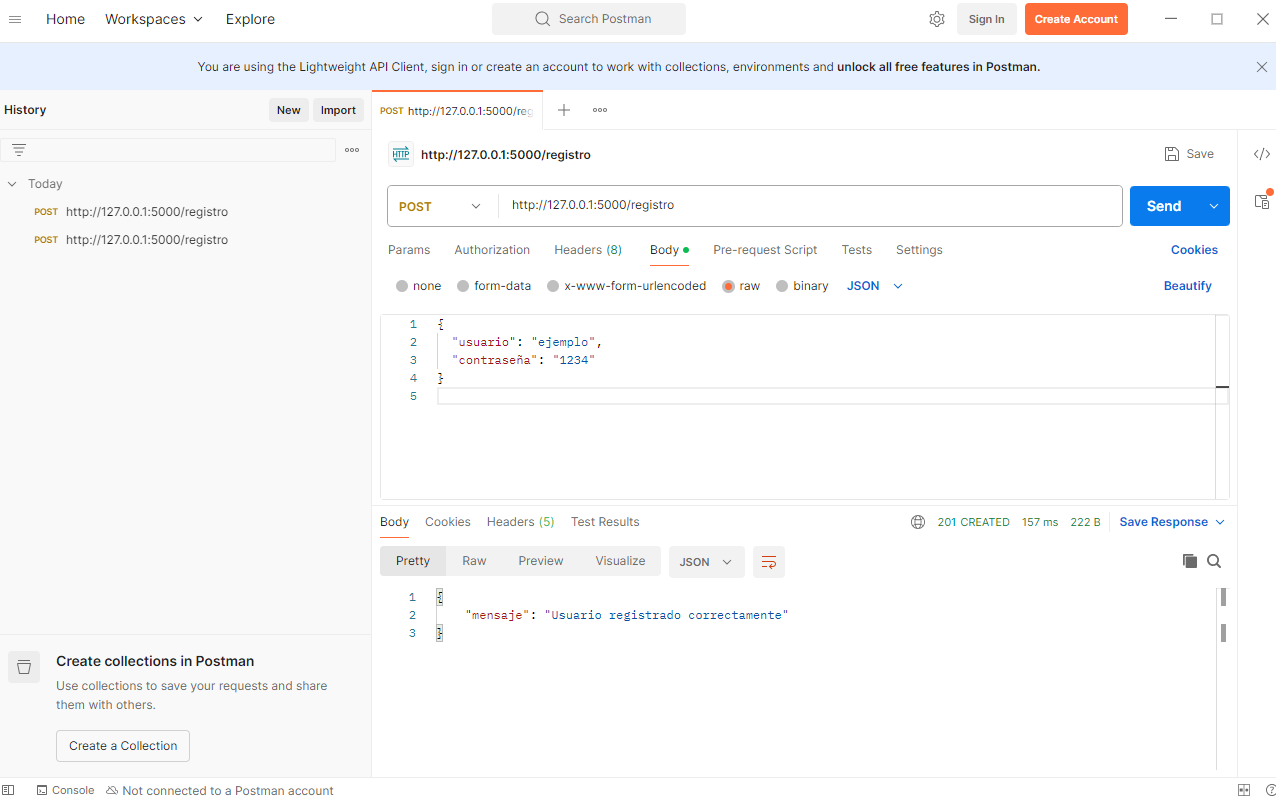 Home Workspaces Explore Search Postman Sign In Create Account
You are using the Lightweight API Client, sign in or create an account to work with collections, environments and unlock all free features in Postman.
History New Import
POST http://127.0.0.1:5000/reg
HTTP http://127.0.0.1:5000/registro Save
Today
POST http://127.0.0.1:5000/registro
POST http://127.0.0.1:5000/registro
POST http://127.0.0.1:5000/registro Send
Params Authorization Headers (8) Body Pre-request Script Tests Settings Cookies
none form-data x-www-form-urlencoded raw binary JSON Beautify
1 {
2 "usuario": "ejemplo",
3 "contraseña": "1234"
4 }
5
Body Cookies Headers (5) Test Results 201 CREATED 157 ms 222 B Save Response
Pretty Raw Preview Visualize JSON
1 {
2 "mensaje": "Usuario registrado correctamente"
3 }
Create collections in Postman
Use collections to save your requests and share
them with others.
Create a Collection
Console Not connected to a Postman account